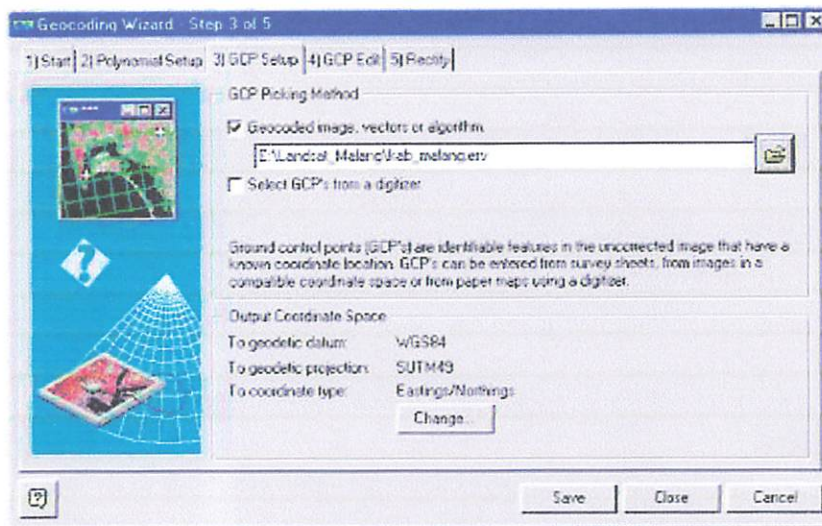 Geocoding Wizard - Step 3 of 5
1) Start 2) Polynomial Setup 3) GCP Setup 4) GCP Edit 5) Rectify
GCP Picking Method
Geocoded image, vectors or algorithm
E:\Landsat_Malang\kab_malang.erv
Select GCP's from a digitizer
Ground control points (GCP's) are identifiable features in the uncorrected image that have a
known coordinate location. GCP's can be entered from survey sheets, from images in a
compatible coordinate space or from paper maps using a digitizer.
Output Coordinate Space
To geodetic datum: WGS84
To geodetic projection: SUTM49
To coordinate type: Eastings/Northings
Change...
Save Close Cancel